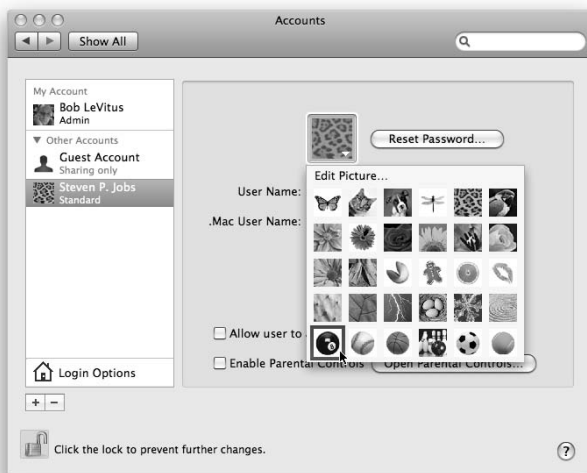 Accounts
Show All
My Account
Bob LeVitus
Admin
Other Accounts
Guest Account
Sharing only
Steven P. Jobs
Standard
Login Options
Reset Password...
Edit Picture...
User Name:
.Mac User Name:
8
Allow user to
Enable Parental Controls
Open Parental Controls...
+ −
Click the lock to prevent further changes.
?